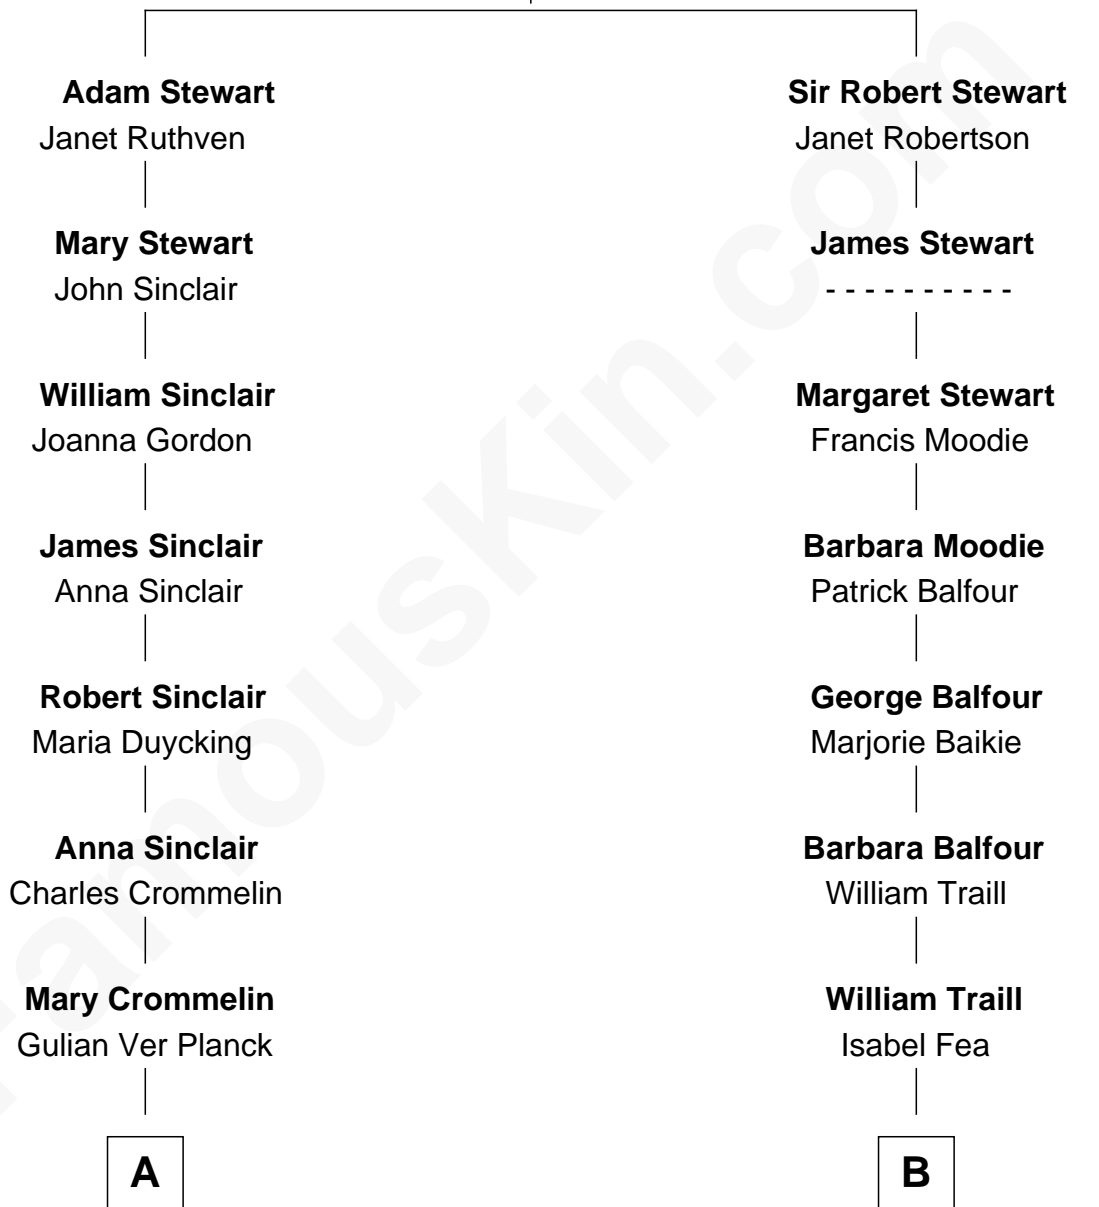 Adam Stewart
Janet Ruthven
Mary Stewart
John Sinclair
William Sinclair
Joanna Gordon
James Sinclair
Anna Sinclair
Robert Sinclair
Maria Duycking
Anna Sinclair
Charles Crommelin
Mary Crommelin
Gulian Ver Planck
A
Sir Robert Stewart
Janet Robertson
James Stewart
- - - - - - - - - -
Margaret Stewart
Francis Moodie
Barbara Moodie
Patrick Balfour
George Balfour
Marjorie Baikie
Barbara Balfour
William Traill
William Traill
Isabel Fea
B
FamousKin.com